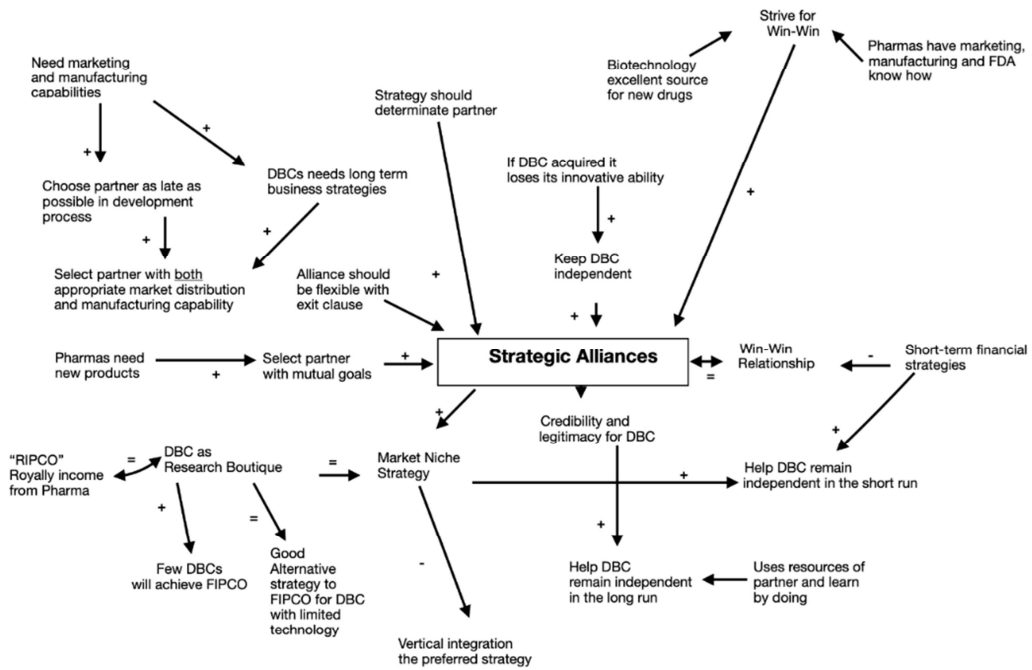 Strive for
Win-Win
Need marketing
and manufacturing
capabilities
Biotechnology
excellent source
for new drugs
Pharmas have marketing,
manufacturing and FDA
know how
Strategy should
determinate partner
+
+
If DBC acquired it
loses its innovative ability
DBCs needs long term
business strategies
Choose partner as late as
possible in development
process
+
+
+
+
Keep DBC
independent
Select partner with both
appropriate market distribution
and manufacturing capability
Alliance should
be flexible with
exit clause
+
+
Pharmas need
new products
+
Select partner
with mutual goals
+
Strategic Alliances
=
Win-Win
Relationship
-
Short-term financial
strategies
+
Credibility and
legitimacy for DBC
+
"RIPCO"
Royally income
from Pharma
=
DBC as
Research Boutique
=
Market Niche
Strategy
+
Help DBC remain
independent in the short run
+
=
+
Few DBCs
will achieve FIPCO
Good
Alternative
strategy to
FIPCO for DBC
with limited
technology
-
Help DBC
remain independent
in the long run
Uses resources of
partner and learn
by doing
Vertical integration
the preferred strategy